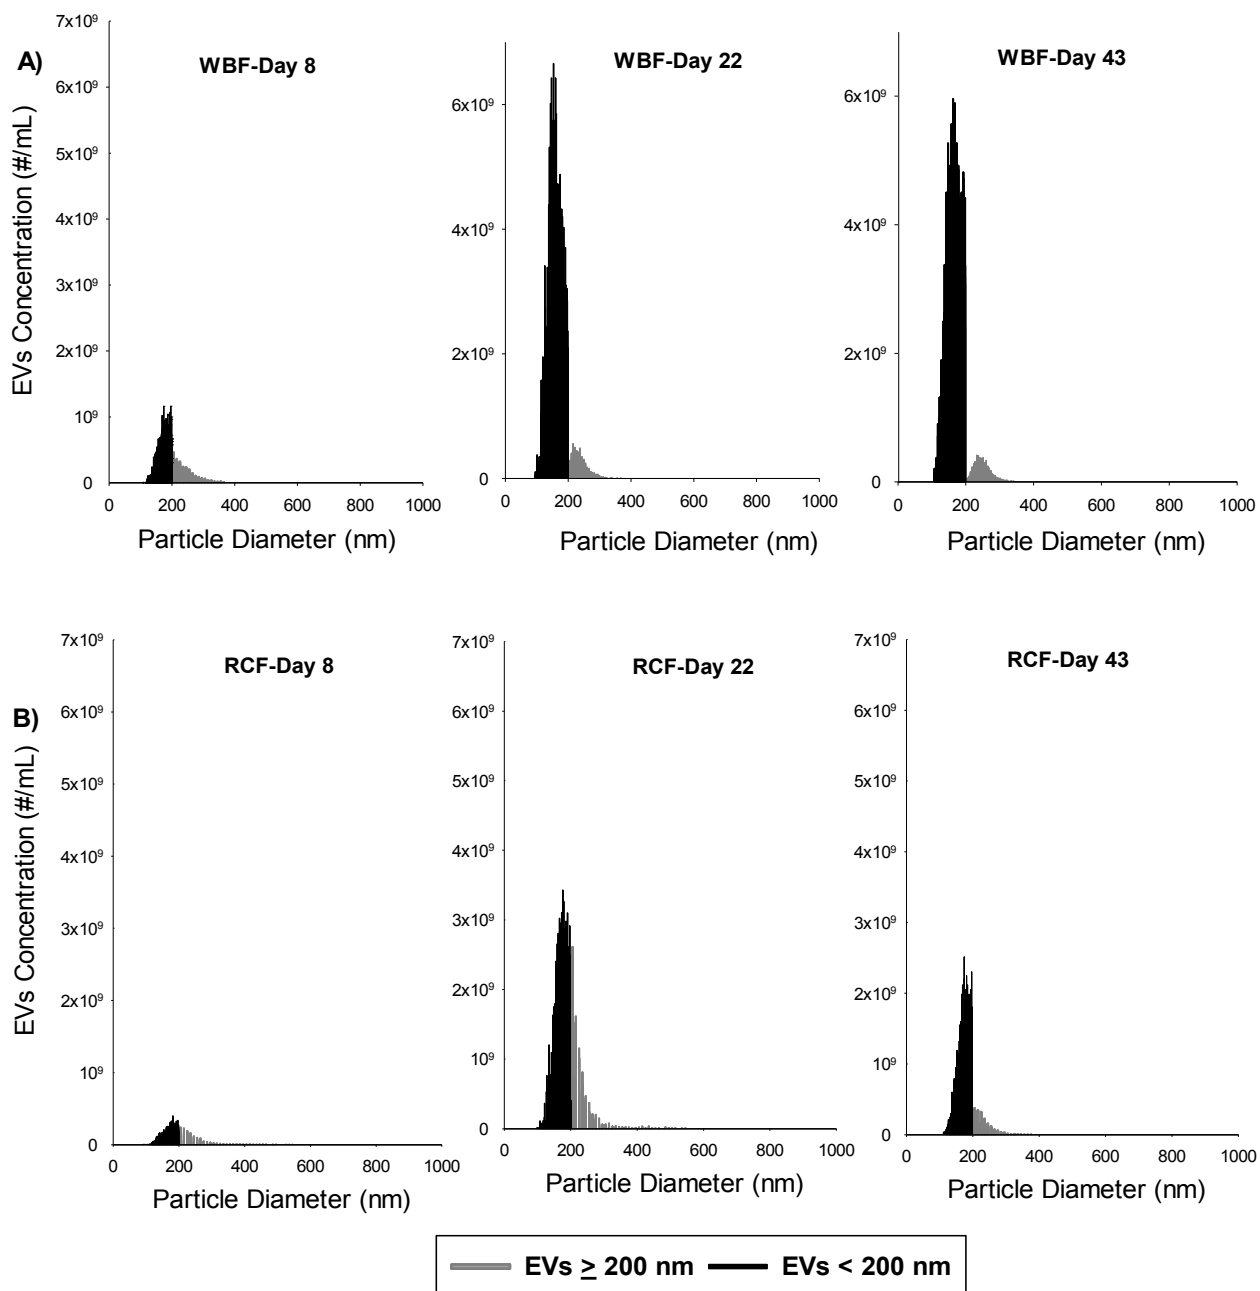 A)
EVs Concentration (#/mL)
WBF-Day 8
7x10⁹
6x10⁹
5x10⁹
4x10⁹
3x10⁹
2x10⁹
10⁹
0
0 200 400 600 800 1000
Particle Diameter (nm)
WBF-Day 22
6x10⁹
4x10⁹
2x10⁹
0
0 200 400 600 800 1000
Particle Diameter (nm)
WBF-Day 43
6x10⁹
4x10⁹
2x10⁹
0
0 200 400 600 800 1000
Particle Diameter (nm)
B)
EVs Concentration (#/mL)
RCF-Day 8
7x10⁹
6x10⁹
5x10⁹
4x10⁹
3x10⁹
2x10⁹
10⁹
0
0 200 400 600 800 1000
Particle Diameter (nm)
RCF-Day 22
7x10⁹
6x10⁹
5x10⁹
4x10⁹
3x10⁹
2x10⁹
10⁹
0
0 200 400 600 800 1000
Particle Diameter (nm)
RCF-Day 43
7x10⁹
6x10⁹
5x10⁹
4x10⁹
3x10⁹
2x10⁹
10⁹
0
0 200 400 600 800 1000
Particle Diameter (nm)
EVs ≥ 200 nm EVs < 200 nm